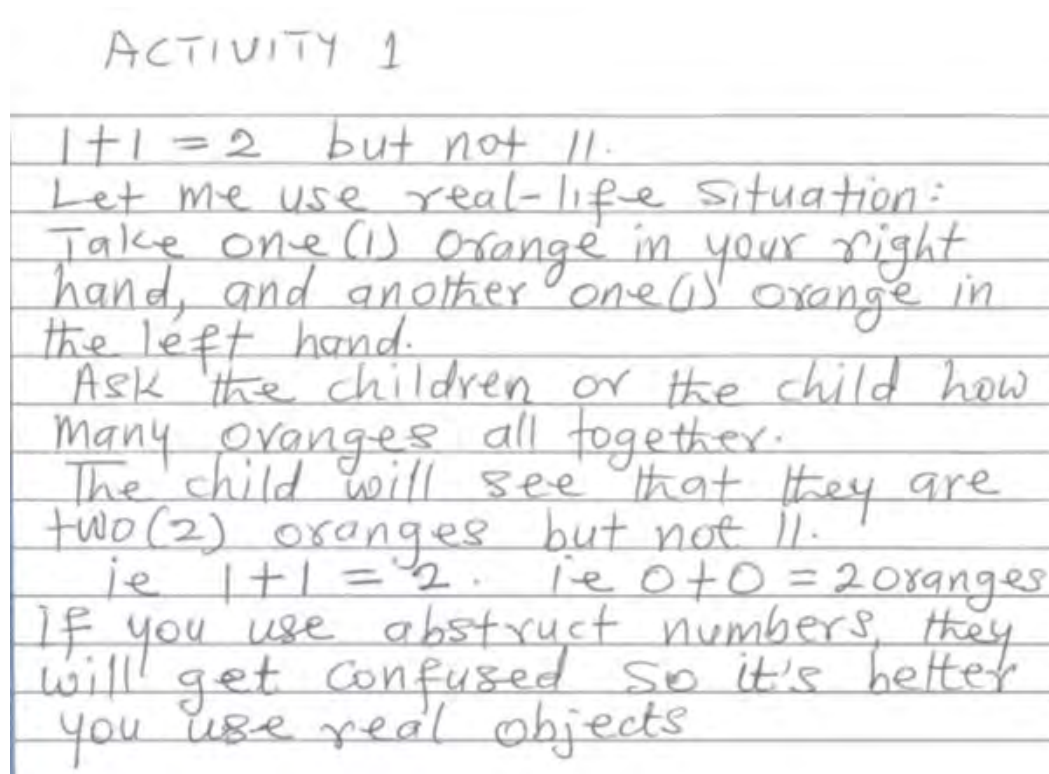 ACTIVITY 1
1+1 = 2 but not 11.
Let me use real-life situation:
Take one (1) orange in your right
hand, and another one (1) orange in
the left hand.
Ask the children or the child how
many oranges all together.
The child will see that they are
two (2) oranges but not 11.
ie 1+1 = 2. ie O+O = 2 oranges
If you use abstruct numbers, they
will get confused so it's better
you use real objects